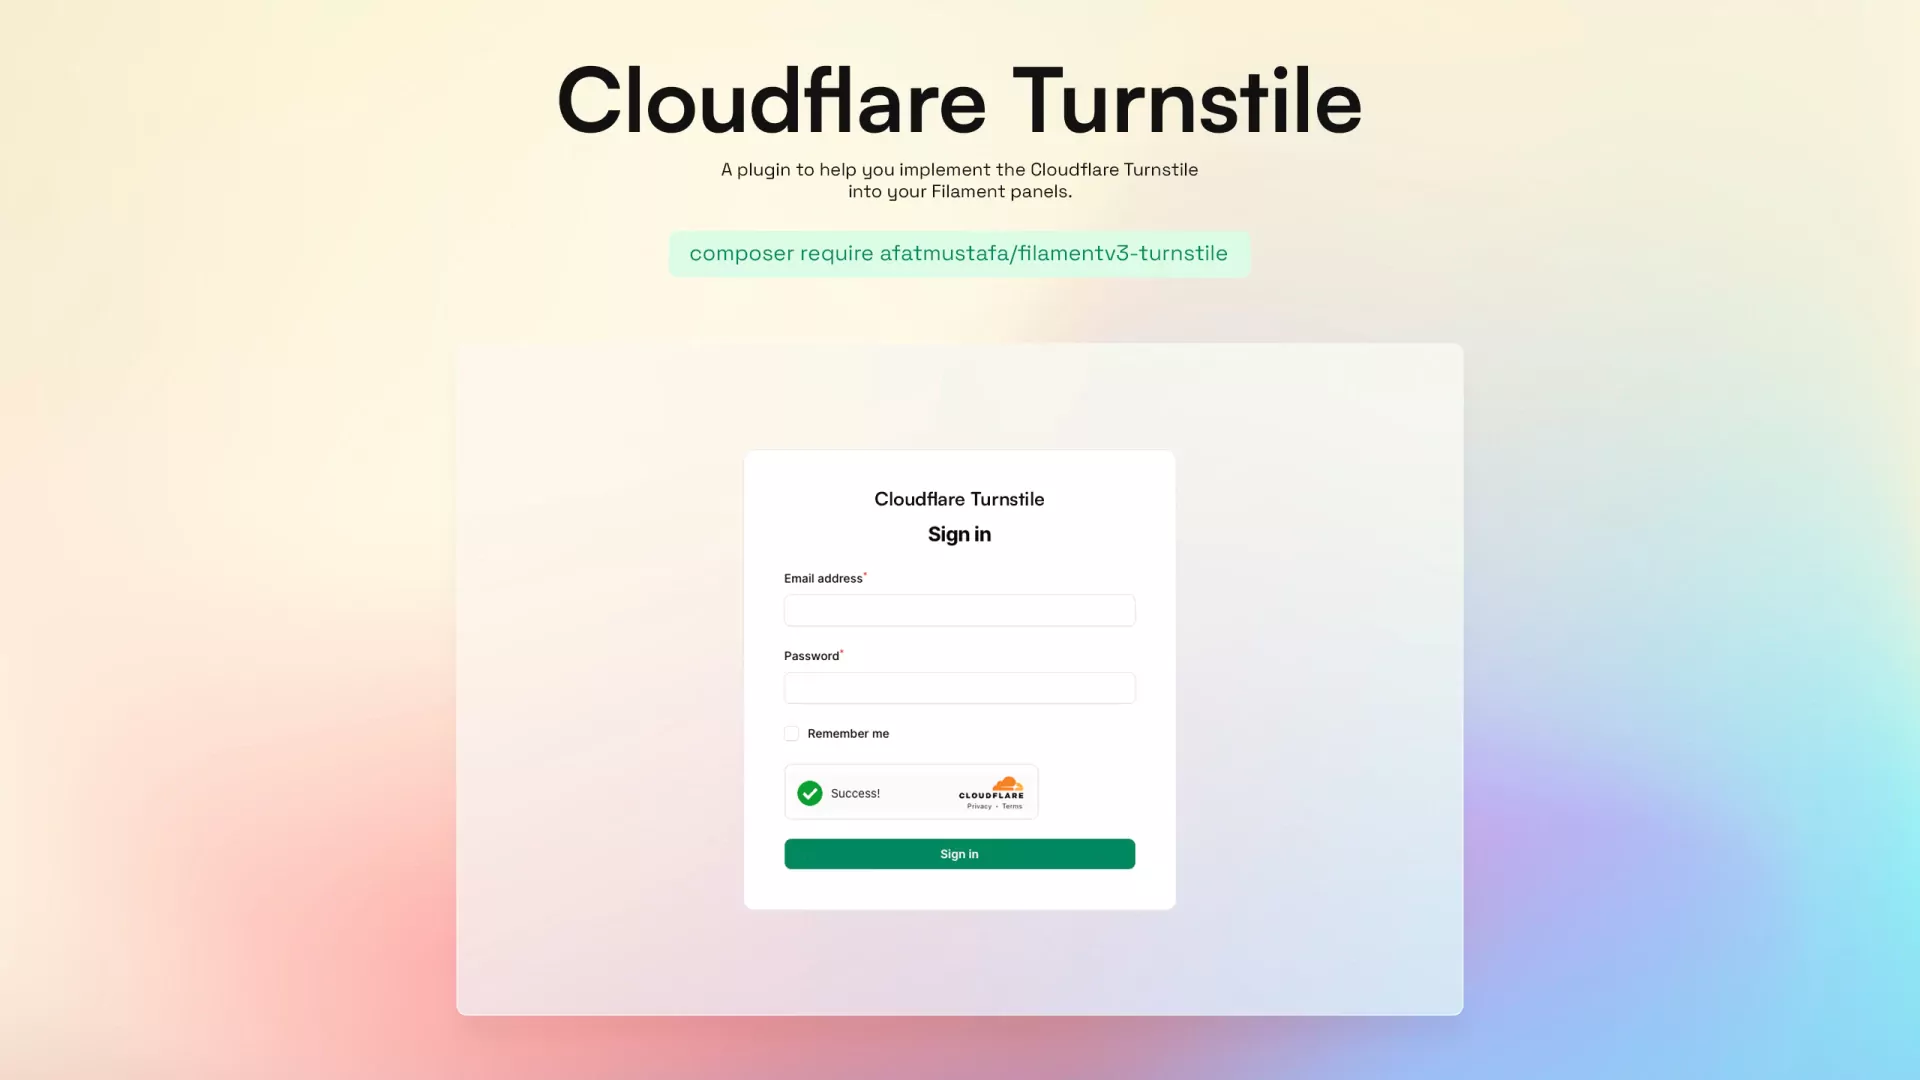 Cloudflare Turnstile
A plugin to help you implement the Cloudflare Turnstile
into your Filament panels.
composer require afatmustafa/filamentv3-turnstile
Cloudflare Turnstile
Sign in
Email address*
Password*
Remember me
Success!
CLOUDFLARE
Privacy • Terms
Sign in